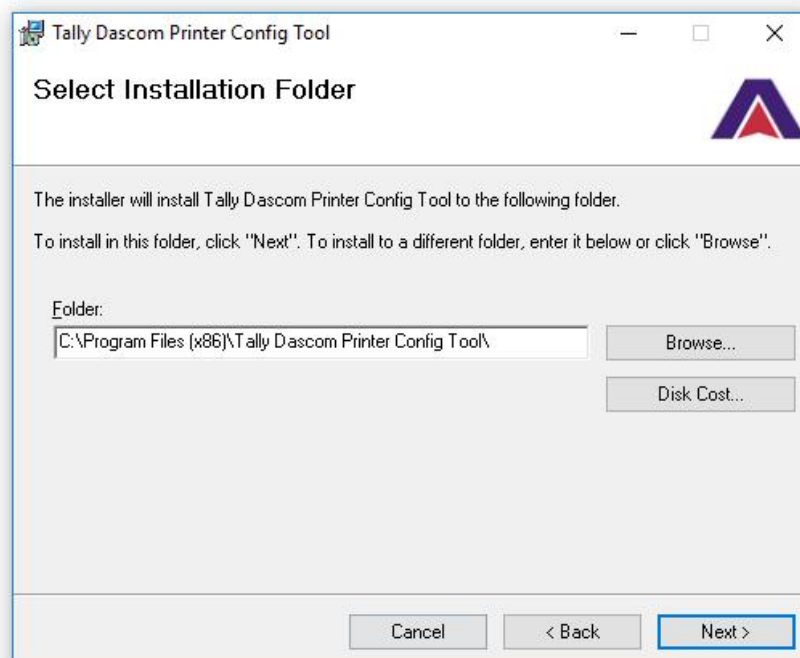 Tally Dascom Printer Config Tool
Select Installation Folder
The installer will install Tally Dascom Printer Config Tool to the following folder.
To install in this folder, click "Next". To install to a different folder, enter it below or click "Browse".
Folder:
C:\Program Files (x86)\Tally Dascom Printer Config Tool\
Browse...
Disk Cost...
Cancel
< Back
Next >